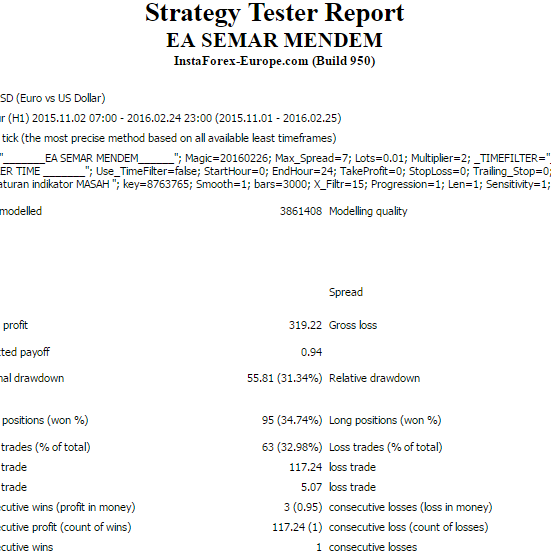 Strategy Tester Report
EA SEMAR MENDEM
InstaForex-Europe.com (Build 950)
SD (Euro vs US Dollar)
r (H1) 2015.11.02 07:00 - 2016.02.24 23:00 (2015.11.01 - 2016.02.25)
tick (the most precise method based on all available least timeframes)
"_______EA SEMAR MENDEM______"; Magic=20160226; Max_Spread=7; Lots=0.01; Multiplier=2; _TIMEFILTER="_
ER TIME _______"; Use_TimeFilter=false; StartHour=0; EndHour=24; TakeProfit=0; StopLoss=0; Trailing_Stop=0;
aturan indikator MASAH "; key=8763765; Smooth=1; bars=3000; X_Filtr=15; Progression=1; Len=1; Sensitivity=1;
modelled 3861408 Modelling quality
Spread
profit 319.22 Gross loss
ted payoff 0.94
nal drawdown 55.81 (31.34%) Relative drawdown
positions (won %) 95 (34.74%) Long positions (won %)
trades (% of total) 63 (32.98%) Loss trades (% of total)
trade 117.24 loss trade
trade 5.07 loss trade
ecutive wins (profit in money) 3 (0.95) consecutive losses (loss in money)
ecutive profit (count of wins) 117.24 (1) consecutive loss (count of losses)
ecutive wins 1 consecutive losses